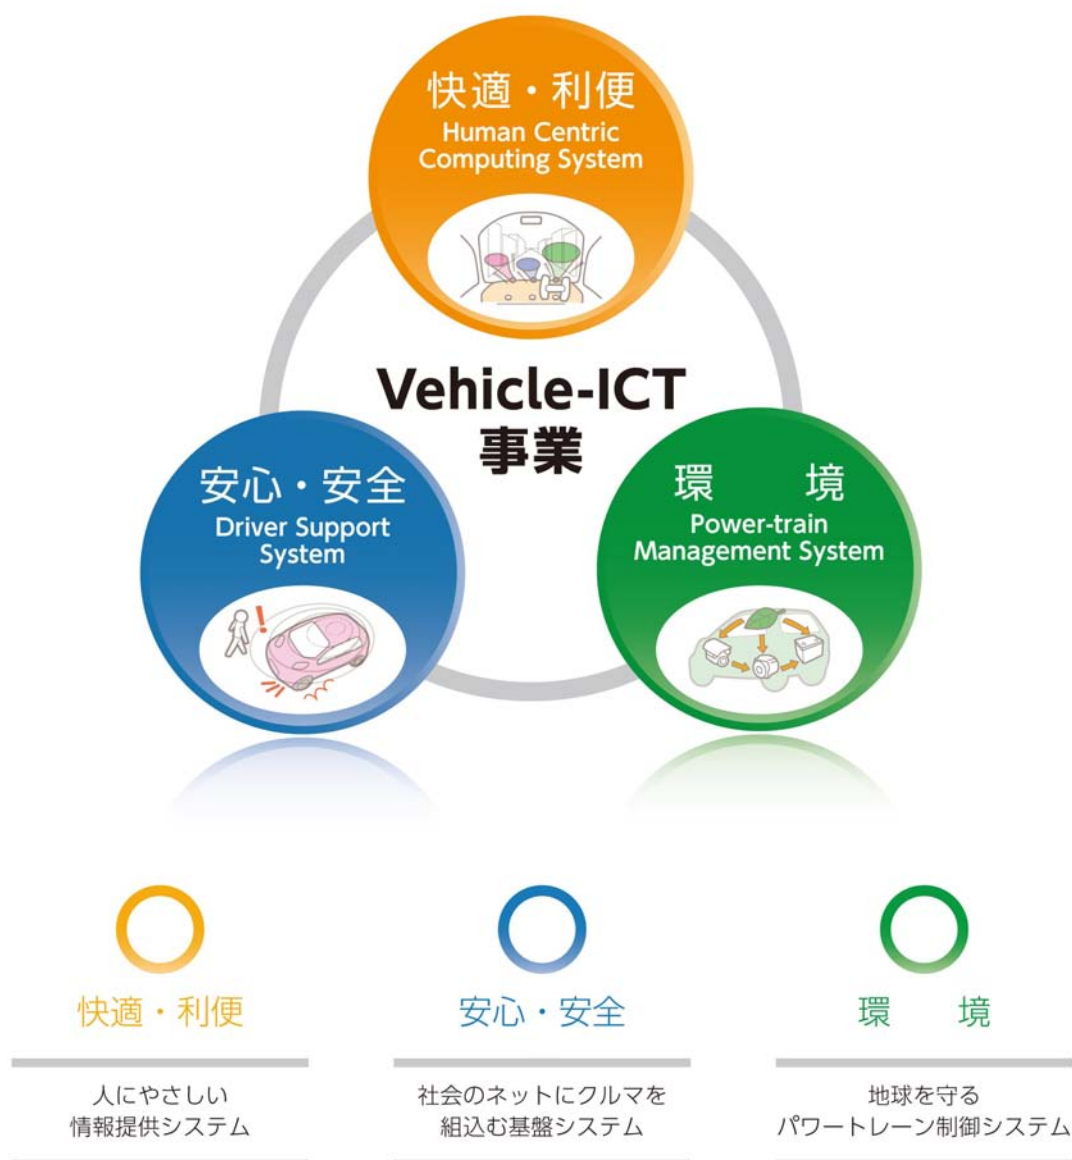 快適・利便
Human Centric
Computing System
Vehicle-ICT
事業
安心・安全
Driver Support
System
環　境
Power-train
Management System
快適・利便
人にやさしい
情報提供システム
安心・安全
社会のネットにクルマを
組込む基盤システム
環　境
地球を守る
パワートレーン制御システム